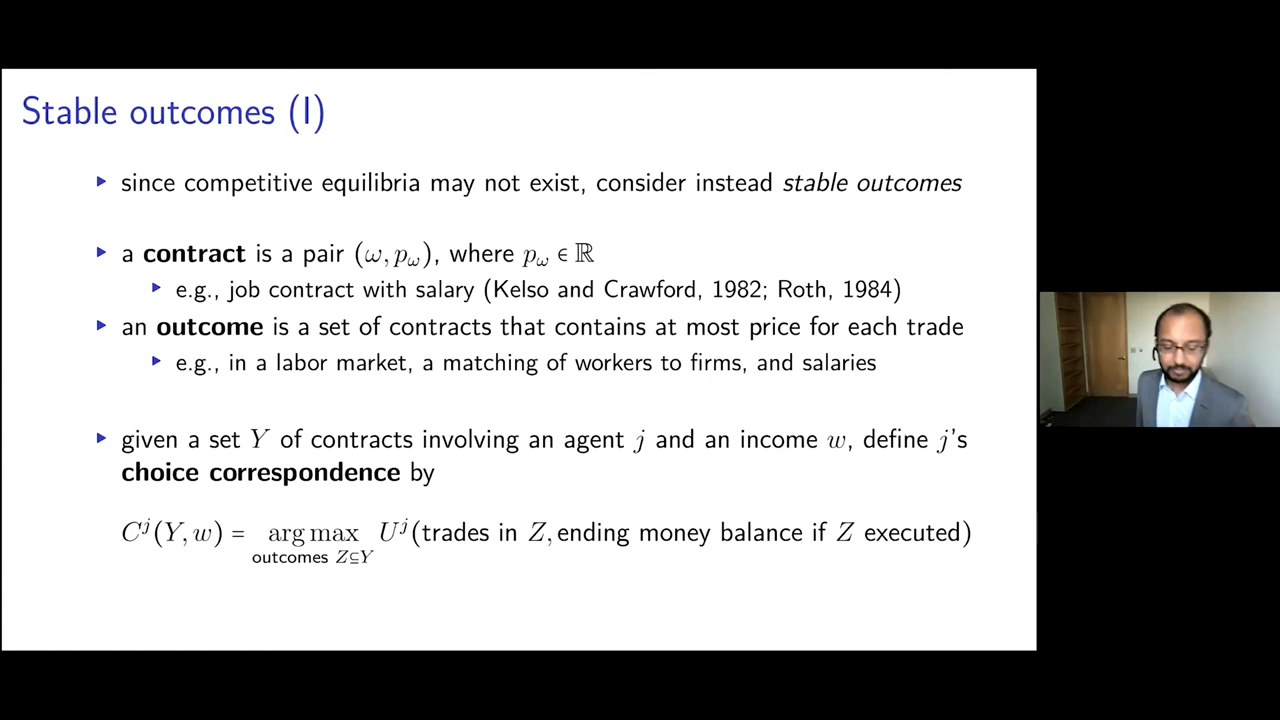 Stable outcomes (I)
▸ since competitive equilibria may not exist, consider instead stable outcomes
▸ a contract is a pair (ω, p_ω), where p_ω ∈ ℝ
▸ e.g., job contract with salary (Kelso and Crawford, 1982; Roth, 1984)
▸ an outcome is a set of contracts that contains at most price for each trade
▸ e.g., in a labor market, a matching of workers to firms, and salaries
▸ given a set Y of contracts involving an agent j and an income w, define j's
choice correspondence by
C^j(Y, w) = arg max U^j(trades in Z, ending money balance if Z executed)
outcomes Z⊆Y